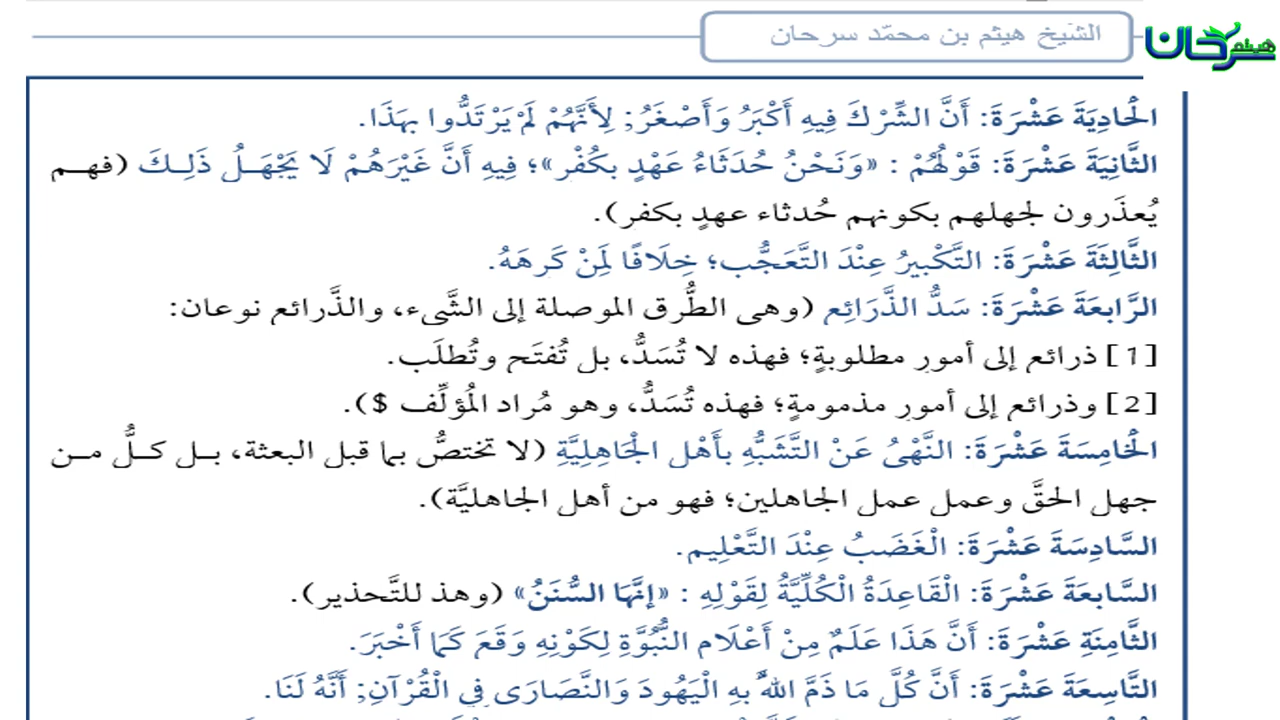 الشيخ هيثم بن محمّد سرحان
هيثم سرحان
الْحَادِيَةَ عَشْرَةَ: أَنَّ الشِّرْكَ فِيهِ أَكْبَرُ وَأَصْغَرُ; لِأَنَّهُمْ لَمْ يَرْتَدُّوا بِهَذَا.
الثَّانِيَةَ عَشْرَةَ: قَوْلُهُمْ : «وَنَحْنُ حُدَثَاءُ عَهْدٍ بِكُفْرٍ»؛ فِيهِ أَنَّ غَيْرَهُمْ لَا يَجْهَلُ ذَلِكَ (فهم
يُعذَرون لجهلهم بكونهم حُدثاء عهدٍ بكفر).
الثَّالِثَةَ عَشْرَةَ: التَّكْبِيرُ عِنْدَ التَّعَجُّبِ؛ خِلَافًا لِمَنْ كَرِهَهُ.
الرَّابِعَةَ عَشْرَةَ: سَدُّ الذَّرَائِعِ (وهي الطُّرق الموصلة إلى الشَّيء، والذَّرائع نوعان:
[1] ذرائع إلى أمورٍ مطلوبةٍ؛ فهذه لا تُسَدُّ، بل تُفتَح وتُطلَب.
[2] وذرائع إلى أمورٍ مذمومةٍ؛ فهذه تُسَدُّ، وهو مُراد المُؤلِّف $).
الْخَامِسَةَ عَشْرَةَ: النَّهْيُ عَنْ التَّشَبُّهِ بِأَهْلِ الْجَاهِلِيَّةِ (لا تختصُّ بما قبل البعثة، بل كلُّ من
جهل الحقَّ وعمل عمل الجاهلين؛ فهو من أهل الجاهليَّة).
السَّادِسَةَ عَشْرَةَ: الْغَضَبُ عِنْدَ التَّعْلِيمِ.
السَّابِعَةَ عَشْرَةَ: الْقَاعِدَةُ الْكُلِّيَّةُ لِقَوْلِهِ : «إِنَّهَا السُّنَنُ» (وهذ للتَّحذير).
الثَّامِنَةِ عَشْرَةَ: أَنَّ هَذَا عَلَمٌ مِنْ أَعْلَامِ النُّبُوَّةِ لِكَوْنِهِ وَقَعَ كَمَا أَخْبَرَ.
التَّاسِعَةَ عَشْرَةَ: أَنَّ كُلَّ مَا ذَمَّ اللهُ بِهِ الْيَهُودَ وَالنَّصَارَى فِي الْقُرْآنِ; أَنَّهُ لَنَا.